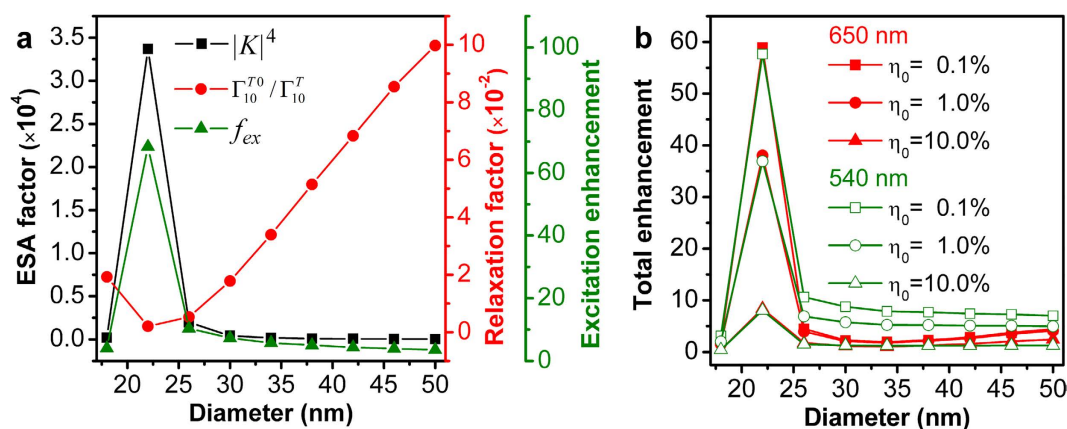 a
ESA factor (×10⁴)
3.5
3.0
2.5
2.0
1.5
1.0
0.5
0.0
|K|⁴
Γ₁₀ᵀ⁰/Γ₁₀ᵀ
fₑₓ
20 25 30 35 40 45 50
Diameter (nm)
10
8
6
4
2
0
Relaxation factor (×10⁻²)
100
80
60
40
20
0
Excitation enhancement
b
Total enhancement
60
50
40
30
20
10
0
650 nm
η₀= 0.1%
η₀= 1.0%
η₀=10.0%
540 nm
η₀= 0.1%
η₀= 1.0%
η₀=10.0%
20 25 30 35 40 45 50
Diameter (nm)